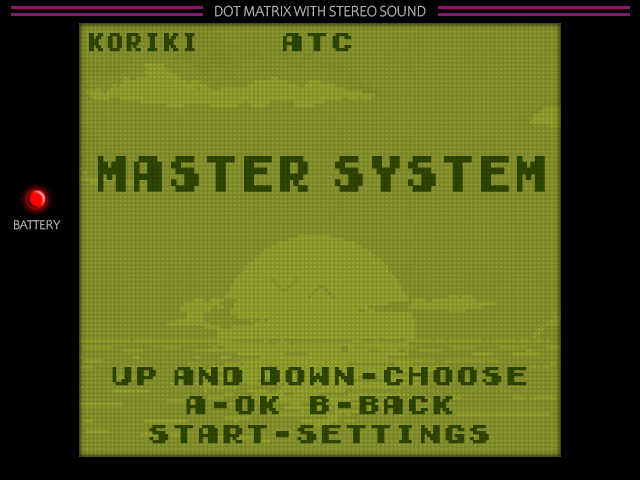 DOT MATRIX WITH STEREO SOUND
KORIKI ATC
MASTER SYSTEM
BATTERY
UP AND DOWN-CHOOSE
A-OK B-BACK
START-SETTINGS